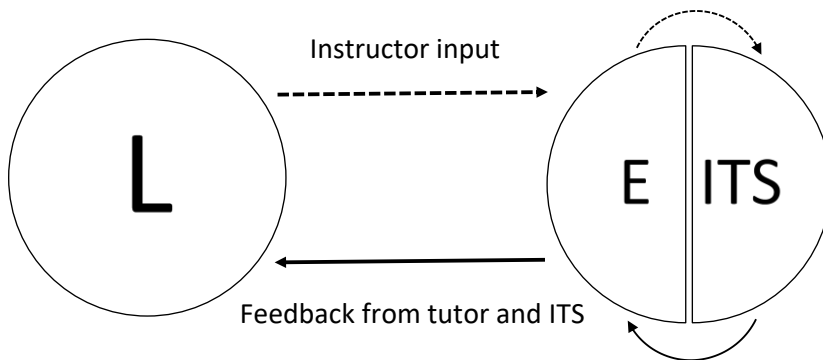 Instructor input
L
E
ITS
Feedback from tutor and ITS